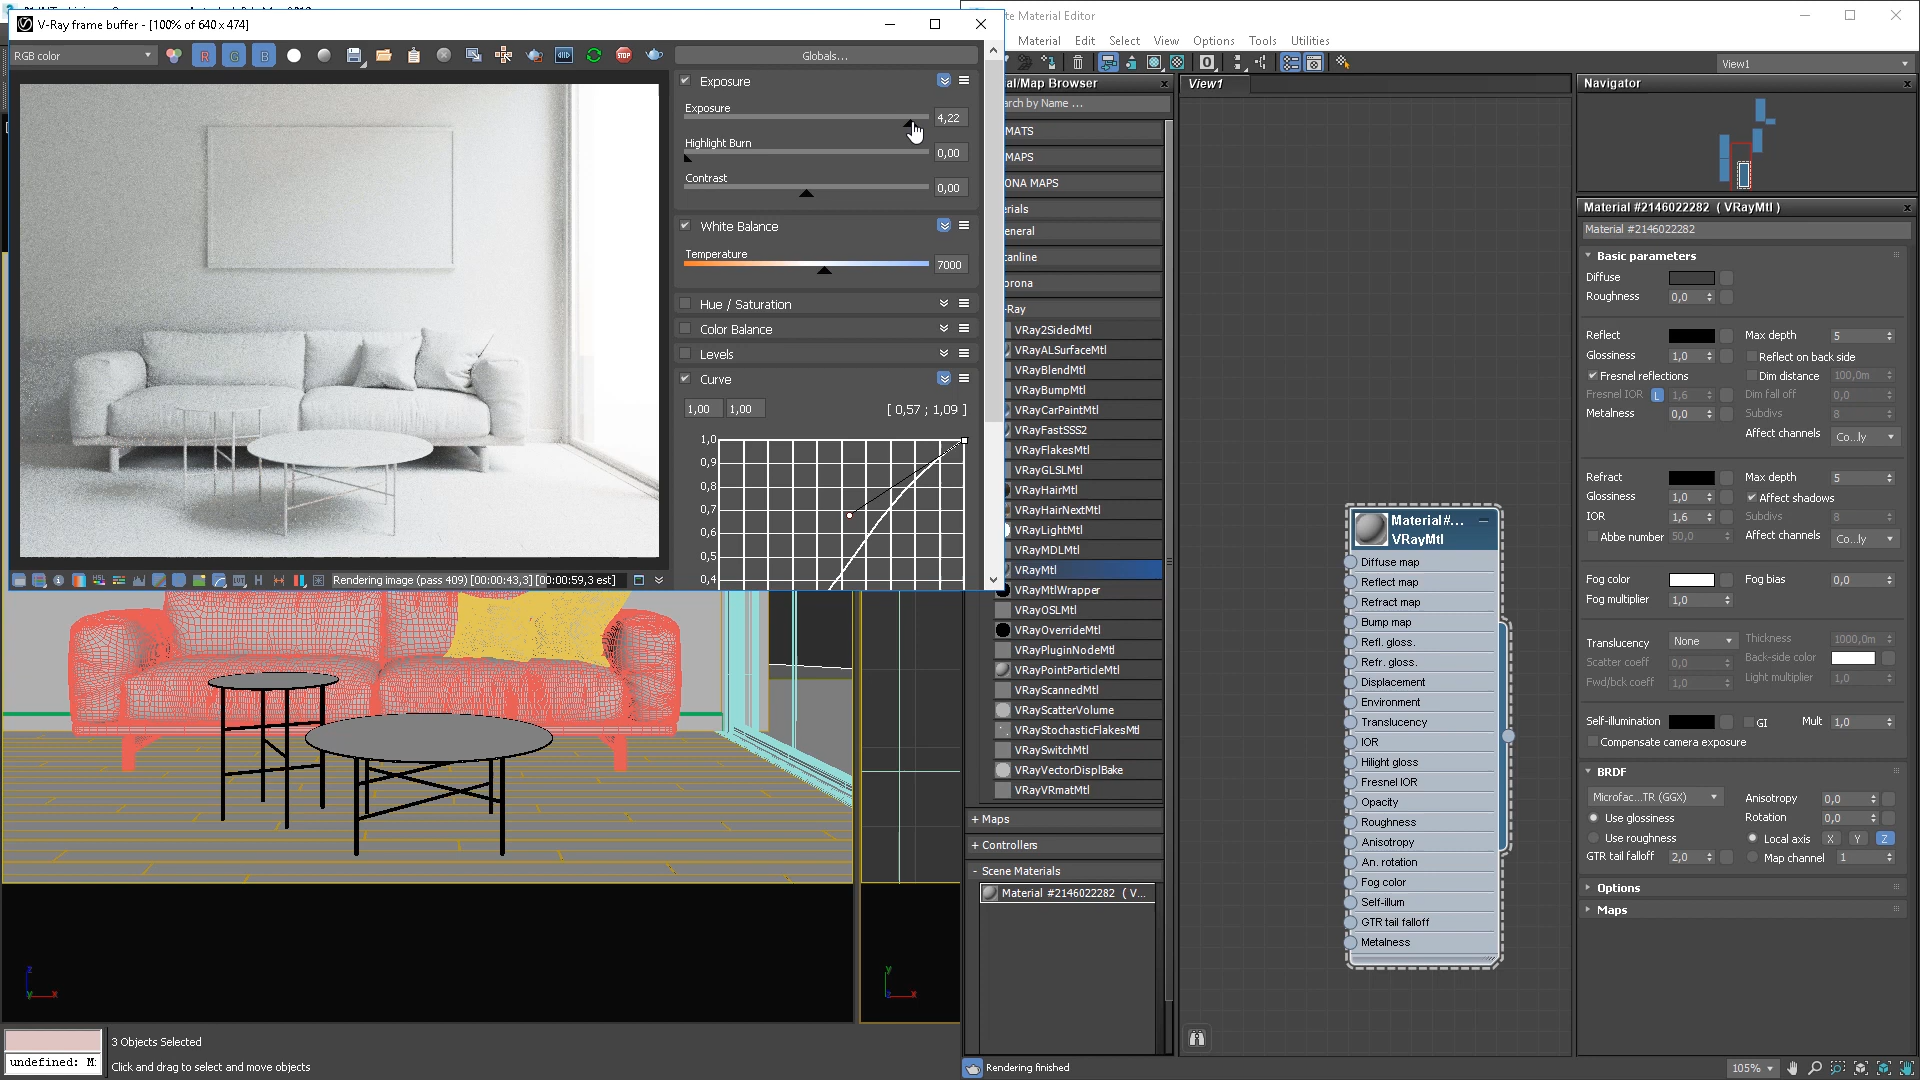 V-Ray frame buffer - [100% of 640 x 474]
RGB color
R
G
B
STOP
Globals...
Exposure
Exposure
4,22
Highlight Burn
0,00
Contrast
0,00
White Balance
Temperature
7000
Hue / Saturation
Color Balance
Levels
Curve
1,00
1,00
[ 0,57 ; 1,09 ]
1,0
0,9
0,8
0,7
0,6
0,5
0,4
Rendering image (pass 409) [00:00:43,3] [00:00:59,3 est]
3 Objects Selected
undefined: M
Click and drag to select and move objects
te Material Editor
Material
Edit
Select
View
Options
Tools
Utilities
View1
al/Map Browser
arch by Name ...
MATS
MAPS
ONA MAPS
erials
eneral
canline
orona
-Ray
VRay2SidedMtl
VRayALSurfaceMtl
VRayBlendMtl
VRayBumpMtl
VRayCarPaintMtl
VRayFastSSS2
VRayFlakesMtl
VRayGLSLMtl
VRayHairMtl
VRayHairNextMtl
VRayLightMtl
VRayMDLMtl
VRayMtl
VRayMtlWrapper
VRayOSLMtl
VRayOverrideMtl
VRayPluginNodeMtl
VRayPointParticleMtl
VRayScannedMtl
VRayScatterVolume
VRayStochasticFlakesMtl
VRaySwitchMtl
VRayVectorDisplBake
VRayVRmatMtl
+ Maps
+ Controllers
- Scene Materials
Material #2146022282 ( V...
Rendering finished
View1
Material #...
VRayMtl
Diffuse map
Reflect map
Refract map
Bump map
Refl. gloss.
Refr. gloss.
Displacement
Environment
Translucency
IOR
Hilight gloss
Fresnel IOR
Opacity
Roughness
Anisotropy
An. rotation
Fog color
Self-illum
GTR tail falloff
Metalness
Navigator
Material #2146022282 ( VRayMtl )
Material #2146022282
Basic parameters
Diffuse
Roughness 0,0
Reflect Max depth 5
Glossiness 1,0 Reflect on back side
Fresnel reflections Dim distance 100,0m
Fresnel IOR L 1,6 Dim fall off 0,0
Metalness 0,0 Subdivs 8
Affect channels Co...ly
Refract Max depth 5
Glossiness 1,0 Affect shadows
IOR 1,6 Subdivs 8
Abbe number 50,0 Affect channels Co...ly
Fog color Fog bias 0,0
Fog multiplier 1,0
Translucency None Thickness 1000,0m
Scatter coeff 0,0 Back-side color
Fwd/bck coeff 1,0 Light multiplier 1,0
Self-illumination GI Mult 1,0
Compensate camera exposure
BRDF
Microfac...TR (GGX) Anisotropy 0,0
Use glossiness Rotation 0,0
Use roughness Local axis X Y Z
GTR tail falloff 2,0 Map channel 1
Options
Maps
105%
z
y
x
y
x